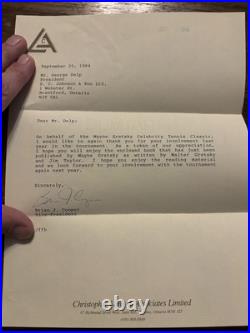 September 25, 1984
Mr. George Delp
President
S. C. Johnson & Son LTD.
1 Webster St.
Brantford, Ontario
Dear Mr. Delp:
On behalf of the Wayne Gretzky Celebrity Tennis Classic,
I would like to again thank you for your involvement last
year in the tournament. As a token of our appreciation,
I hope you will enjoy the enclosed book that has just been
published by Wayne Gretzky as written by Walter Gretzky
and Jim Taylor. I hope you enjoy the reading material and
we look forward to your involvement with the tournament
again next year.
Sincerely,
Brian J. Cooper
Vice-President
Christoph ssociates Limited